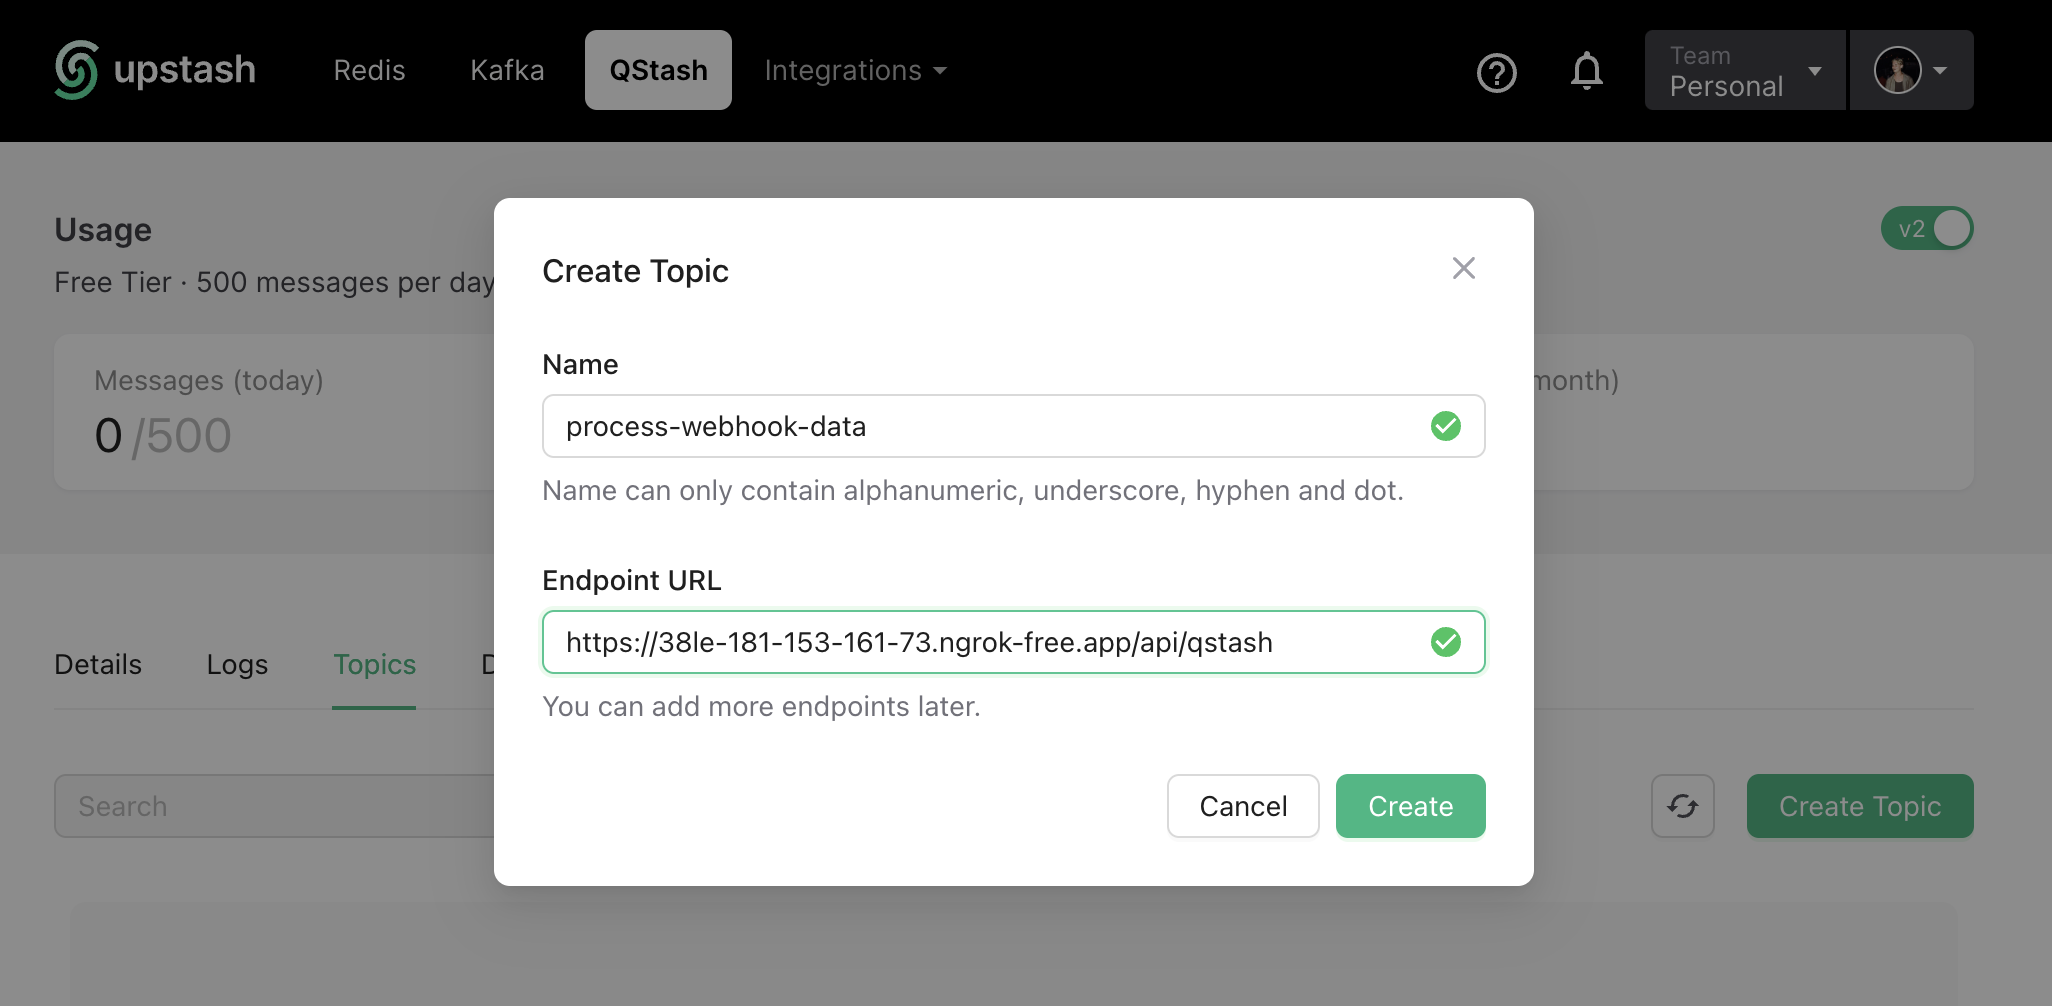 upstash
Redis
Kafka
QStash
Integrations
Team
Personal
Usage
Free Tier · 500 messages per day
v2
Messages (today)
0/500
month)
Create Topic
Name
process-webhook-data
Name can only contain alphanumeric, underscore, hyphen and dot.
Endpoint URL
https://38le-181-153-161-73.ngrok-free.app/api/qstash
You can add more endpoints later.
Cancel
Create
Details
Logs
Topics
D
Search
Create Topic